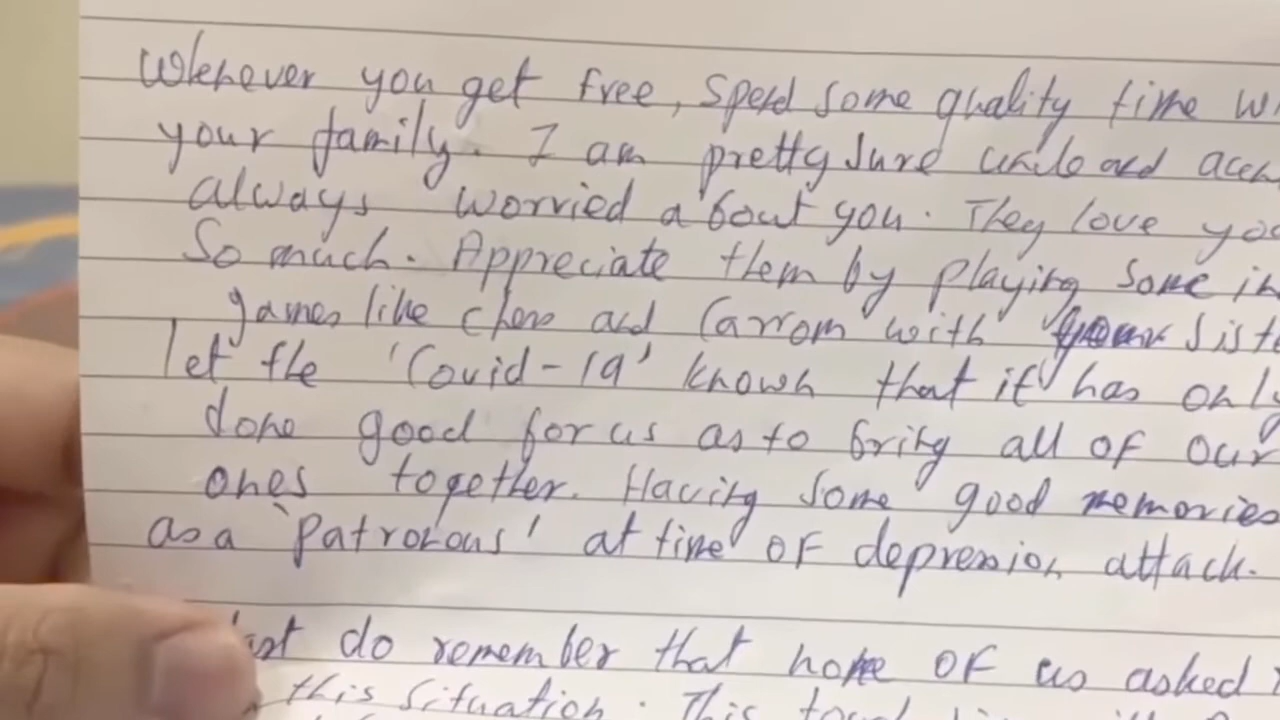 Whenever you get free, spend some quality time
your family. I am pretty sure uncle and
always worried about you. They love
So much. Appreciate them by playing some
games like chess and Carrom with your
let the 'Covid-19' known that it has only
done good for us as to bring all of our
ones together. Having some good memories
as a 'patronous' at time of depression attack.
do remember that none of us asked
this situation. This